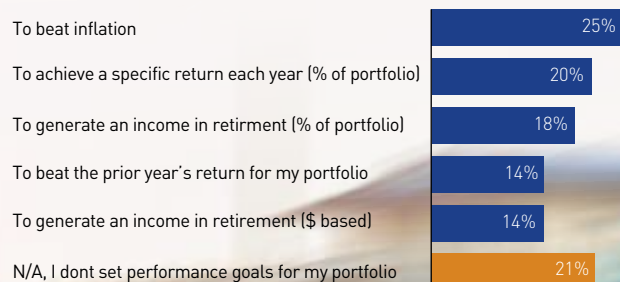 To beat inflation 25%
To achieve a specific return each year (% of portfolio) 20%
To generate an income in retirment (% of portfolio) 18%
To beat the prior year's return for my portfolio 14%
To generate an income in retirement ($ based) 14%
N/A, I dont set performance goals for my portfolio 21%